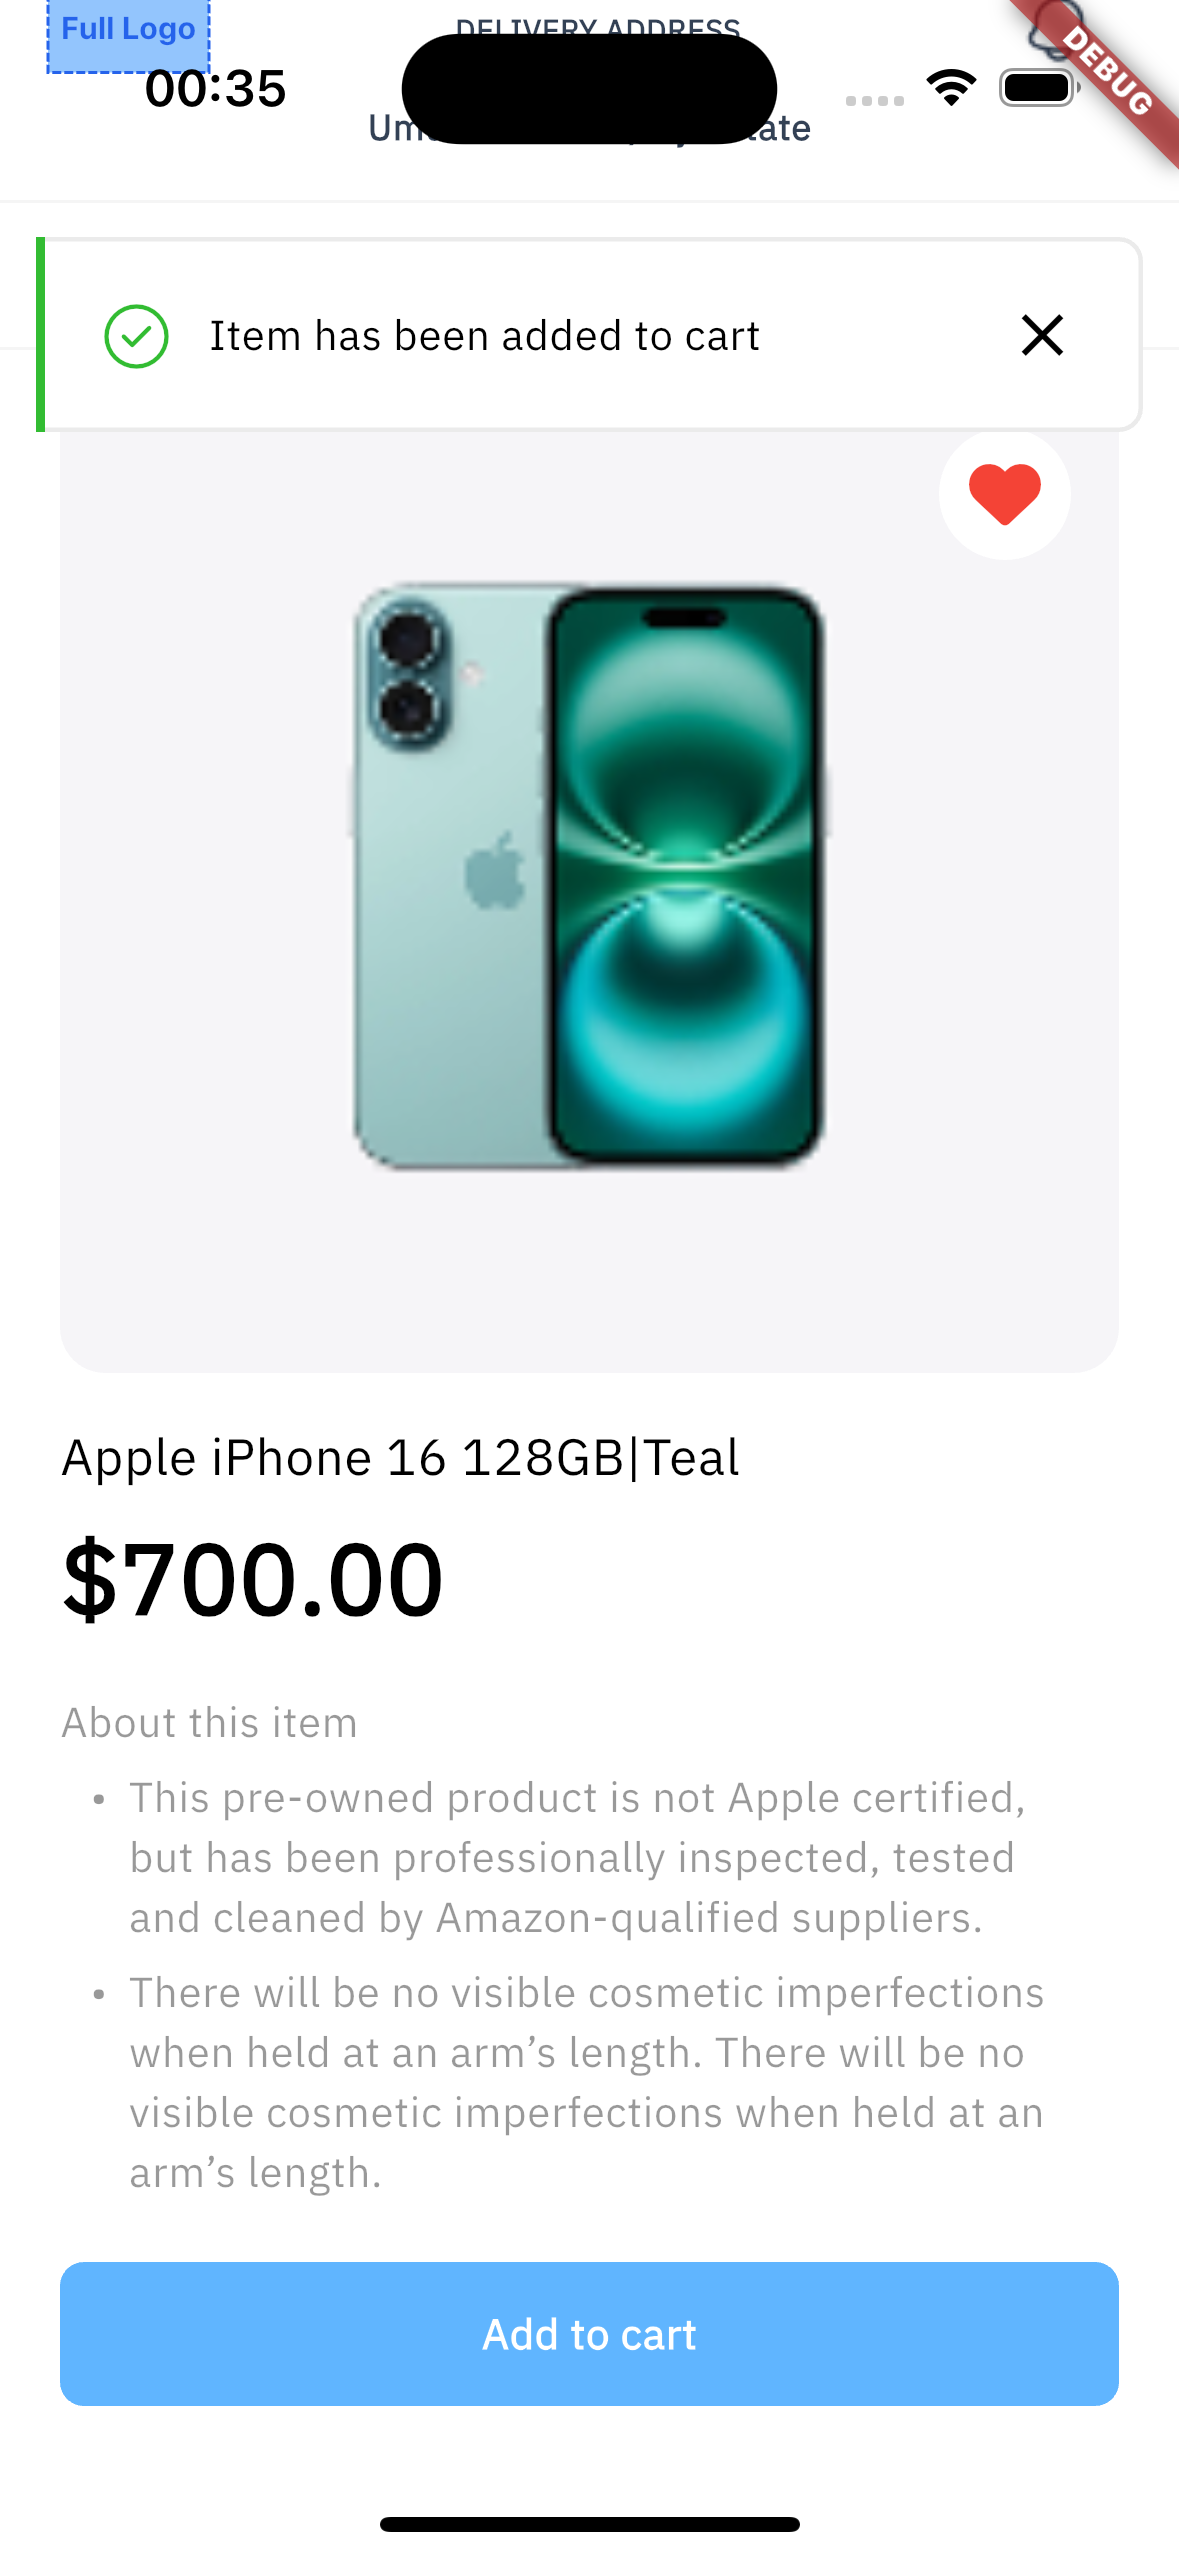 Full Logo
DELIVERY ADDRESS
DEBUG
00:35
Item has been added to cart
Apple iPhone 16 128GB|Teal
$700.00
About this item
• This pre-owned product is not Apple certified,
but has been professionally inspected, tested
and cleaned by Amazon-qualified suppliers.
• There will be no visible cosmetic imperfections
when held at an arm’s length. There will be no
visible cosmetic imperfections when held at an
arm’s length.
Add to cart